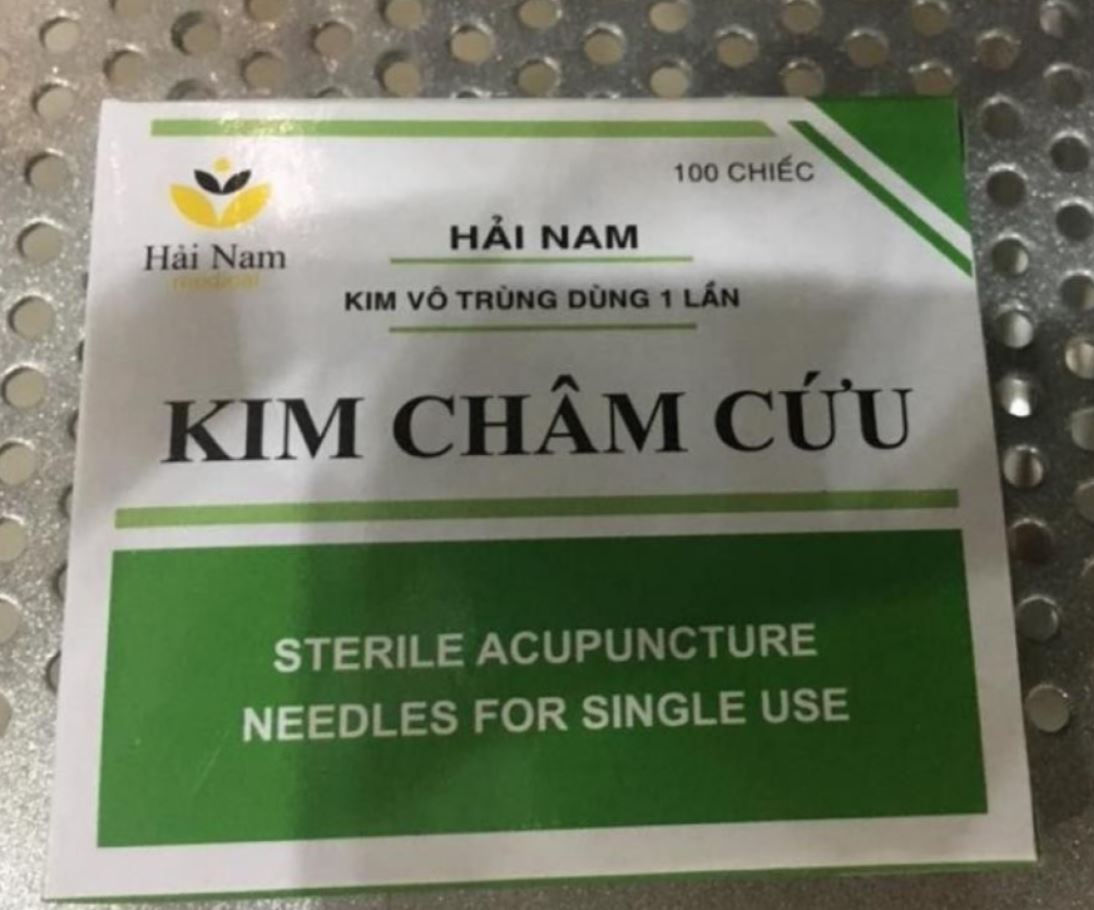 100 CHIẾC
Hải Nam
medical
HẢI NAM
KIM VÔ TRÙNG DÙNG 1 LẦN
KIM CHÂM CỨU
STERILE ACUPUNCTURE
NEEDLES FOR SINGLE USE